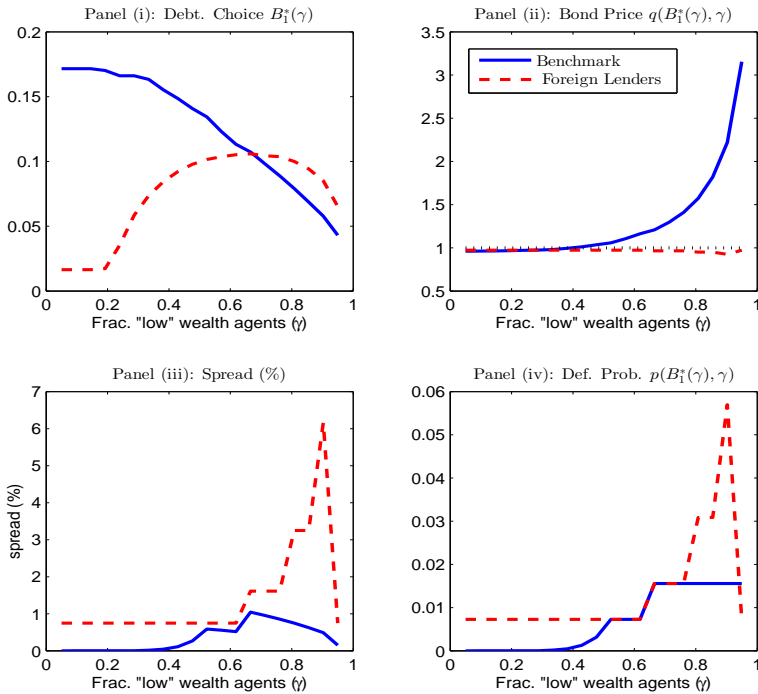 Panel (i): Debt. Choice B₁*(γ)
0.2
0.15
0.1
0.05
0
0 0.2 0.4 0.6 0.8 1
Frac. "low" wealth agents (γ)
Panel (ii): Bond Price q(B₁*(γ), γ)
Benchmark
Foreign Lenders
3.5
3
2.5
2
1.5
1
0.5
0 0.2 0.4 0.6 0.8 1
Frac. "low" wealth agents (γ)
Panel (iii): Spread (%)
spread (%)
7
6
5
4
3
2
1
0
0 0.2 0.4 0.6 0.8 1
Frac. "low" wealth agents (γ)
Panel (iv): Def. Prob. p(B₁*(γ), γ)
0.06
0.05
0.04
0.03
0.02
0.01
0
0 0.2 0.4 0.6 0.8 1
Frac. "low" wealth agents (γ)